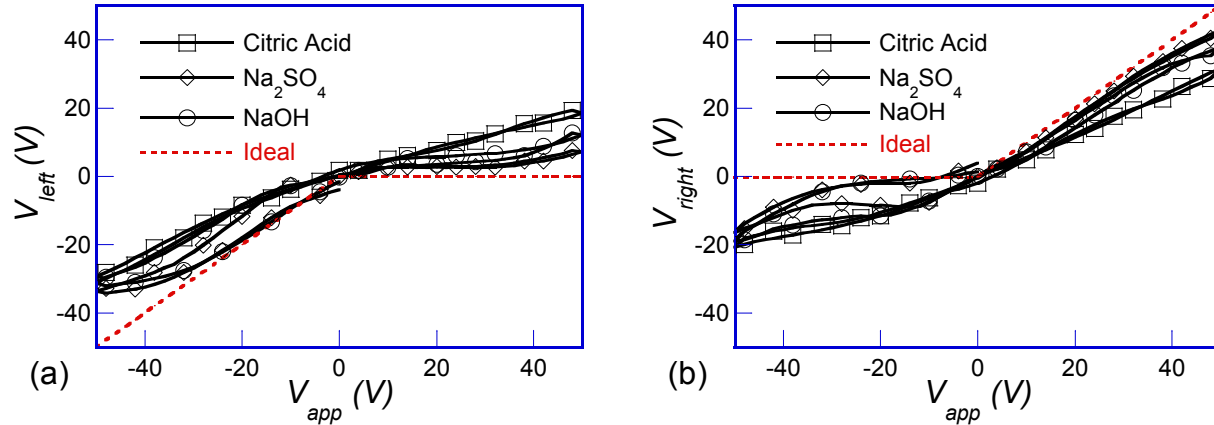 40
20
0
-20
-40
V_left (V)
Citric Acid
Na₂SO₄
NaOH
Ideal
-40
-20
0
20
40
V_app (V)
(a)
40
20
0
-20
-40
V_right (V)
Citric Acid
Na₂SO₄
NaOH
Ideal
-40
-20
0
20
40
V_app (V)
(b)